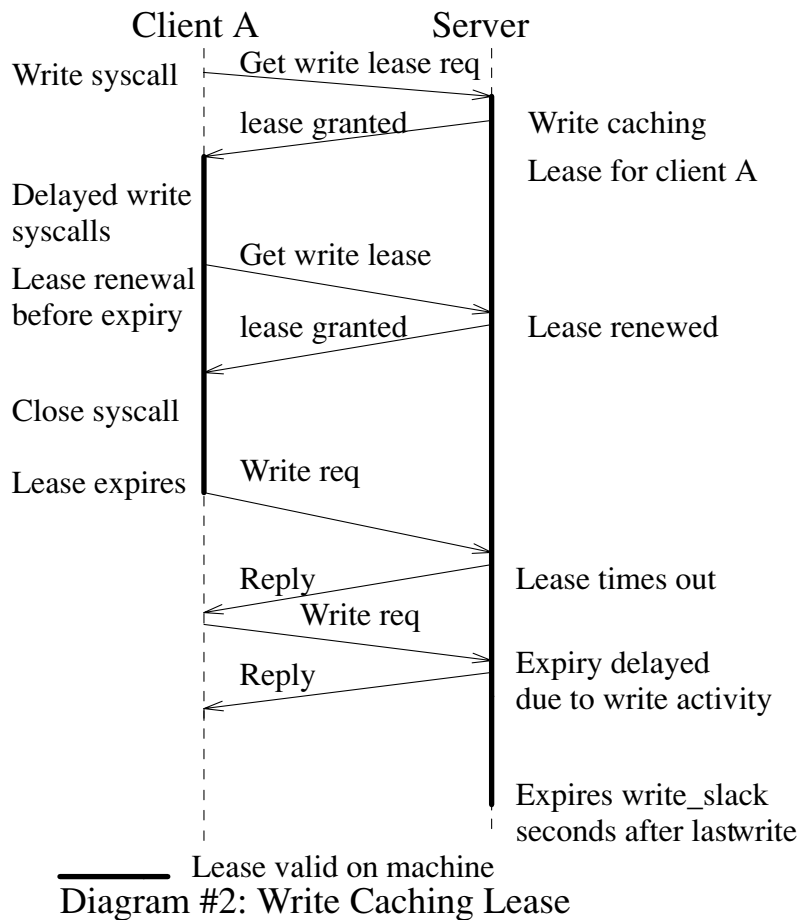 Client A
Server
Write syscall
Get write lease req
lease granted
Write caching
Lease for client A
Delayed write
syscalls
Get write lease
Lease renewal
before expiry
lease granted
Lease renewed
Close syscall
Write req
Lease expires
Reply
Lease times out
Write req
Reply
Expiry delayed
due to write activity
Expires write_slack
seconds after lastwrite
Lease valid on machine
Diagram #2: Write Caching Lease